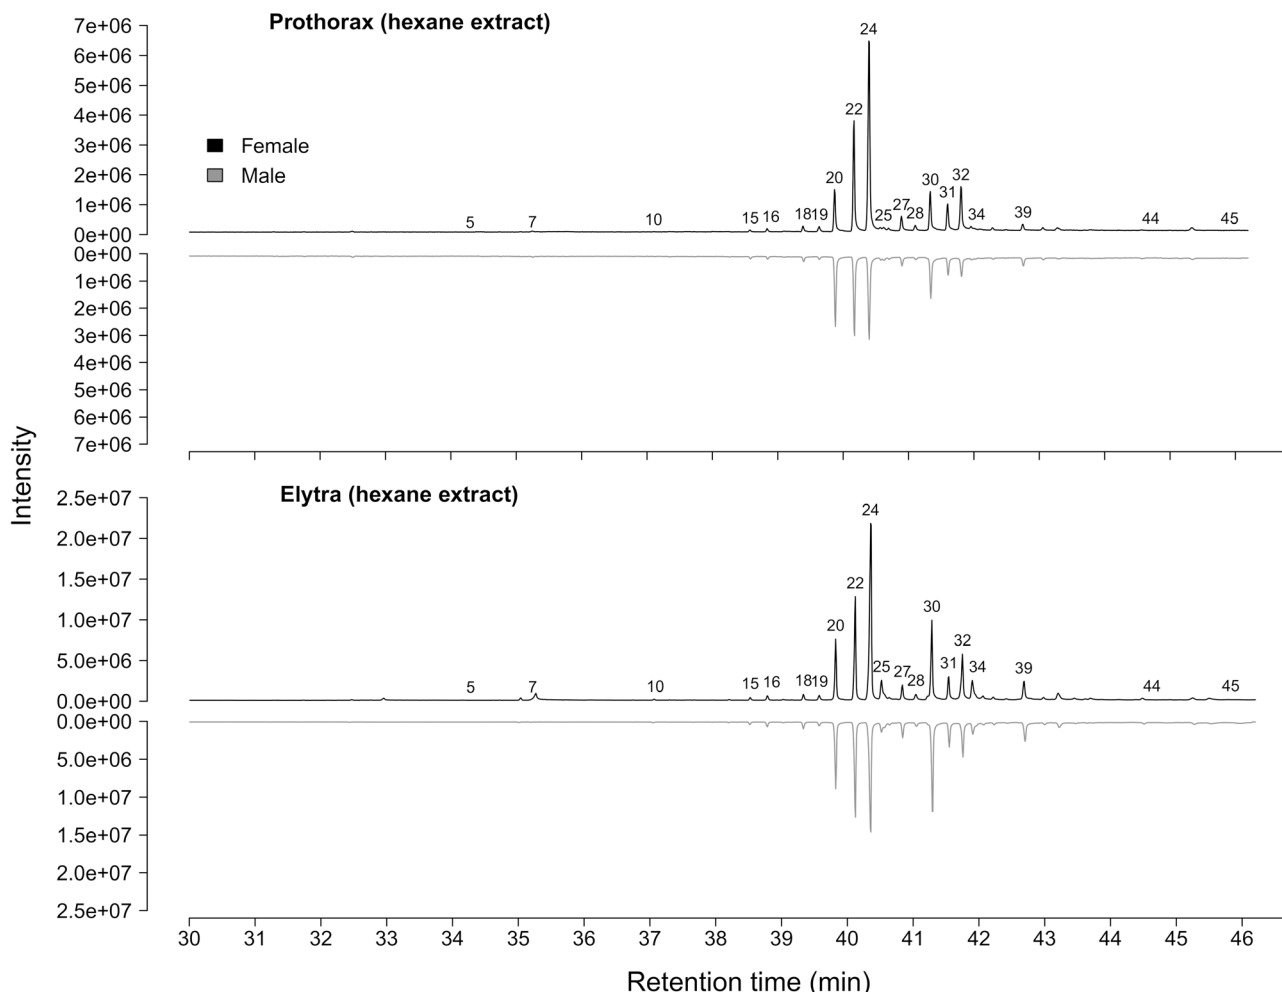 Prothorax (hexane extract)
7e+06
6e+06
5e+06
4e+06
3e+06
2e+06
1e+06
0e+00
Female
Male
5 7 10 15 16 18 19 20 22 24 25 27 28 30 31 32 34 39 44 45
0e+00
1e+06
2e+06
3e+06
4e+06
5e+06
6e+06
7e+06
Intensity
Elytra (hexane extract)
2.5e+07
2.0e+07
1.5e+07
1.0e+07
5.0e+06
0.0e+00
5 7 10 15 16 18 19 20 22 24 25 27 28 30 31 32 34 39 44 45
0.0e+00
5.0e+06
1.0e+07
1.5e+07
2.0e+07
2.5e+07
30 31 32 33 34 35 36 37 38 39 40 41 42 43 44 45 46
Retention time (min)